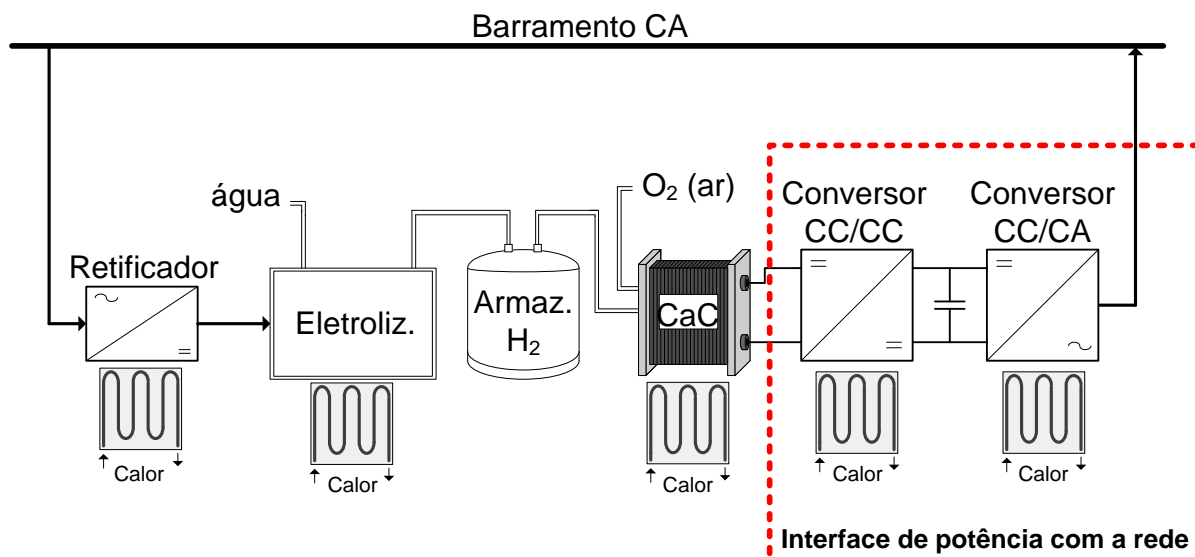 Barramento CA
água
O₂ (ar)
Conversor
CC/CC
Conversor
CC/CA
Retificador
Eletroliz.
Armaz.
H₂
CaC
Calor
Calor
Calor
Calor
Calor
Interface de potência com a rede